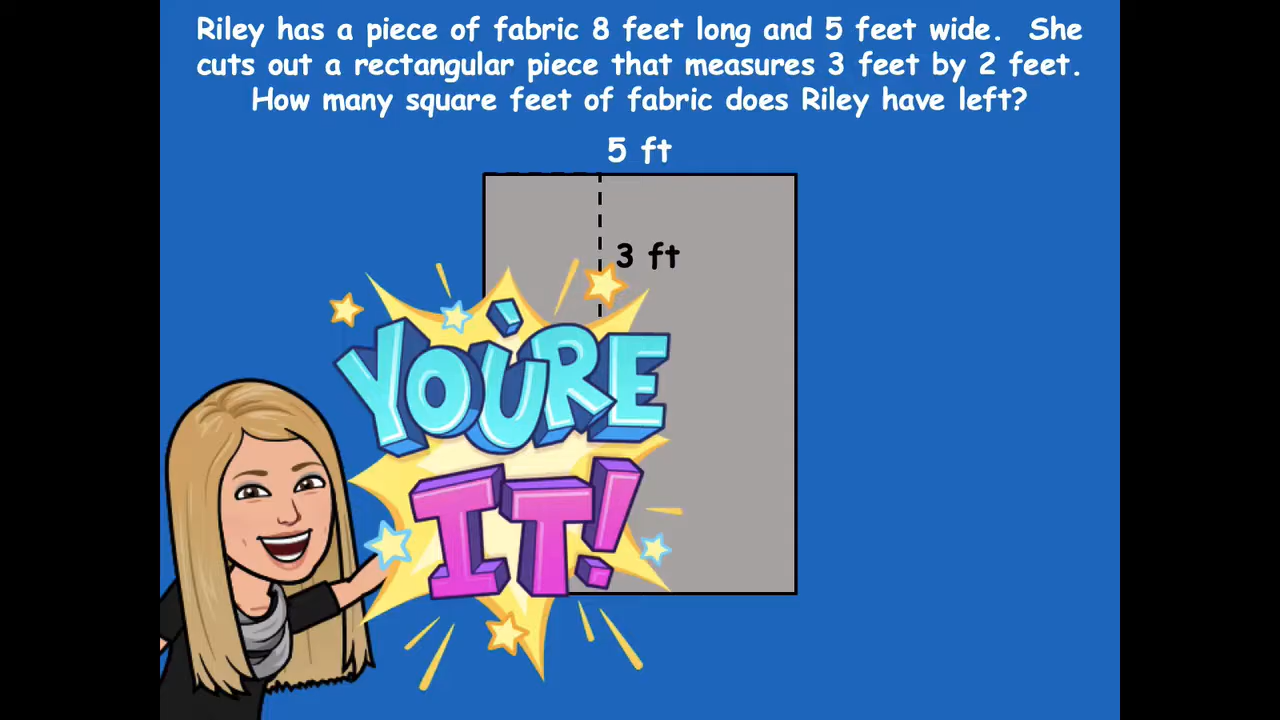 Riley has a piece of fabric 8 feet long and 5 feet wide. She
cuts out a rectangular piece that measures 3 feet by 2 feet.
How many square feet of fabric does Riley have left?
5 ft
3 ft
YOU'RE
IT!